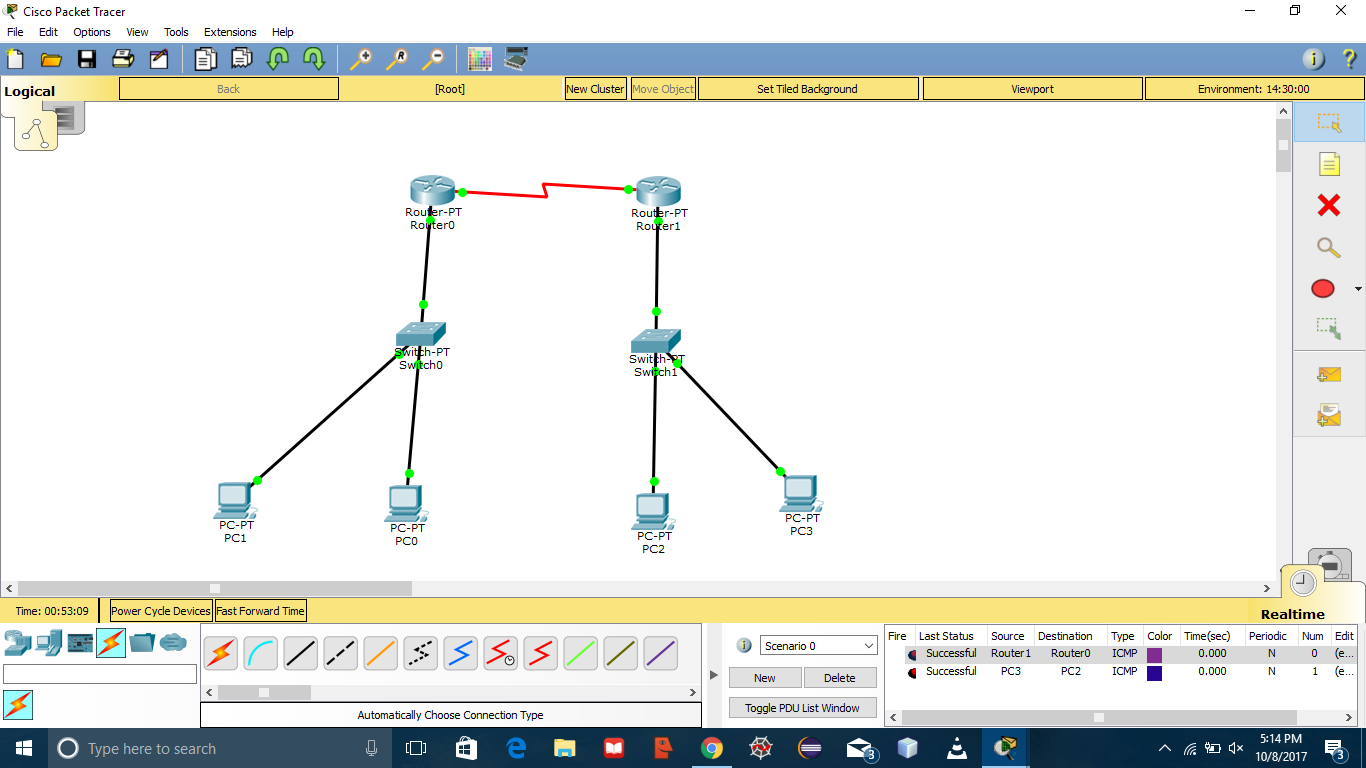 Cisco Packet Tracer
File Edit Options View Tools Extensions Help
Logical
Back
[Root]
New Cluster
Move Object
Set Tiled Background
Viewport
Environment: 14:30:00
Router-PT
Router0
Router-PT
Router1
Switch-PT
Switch0
Switch-PT
Switch1
PC-PT
PC1
PC-PT
PC0
PC-PT
PC2
PC-PT
PC3
Time: 00:53:09
Power Cycle Devices
Fast Forward Time
Realtime
Automatically Choose Connection Type
Scenario 0
New
Delete
Toggle PDU List Window
Fire Last Status Source Destination Type Color Time(sec) Periodic Num Edit
Successful Router1 Router0 ICMP 0.000 N 0 (e...
Successful PC3 PC2 ICMP 0.000 N 1 (e...
Type here to search
3
5:14 PM
10/8/2017
3